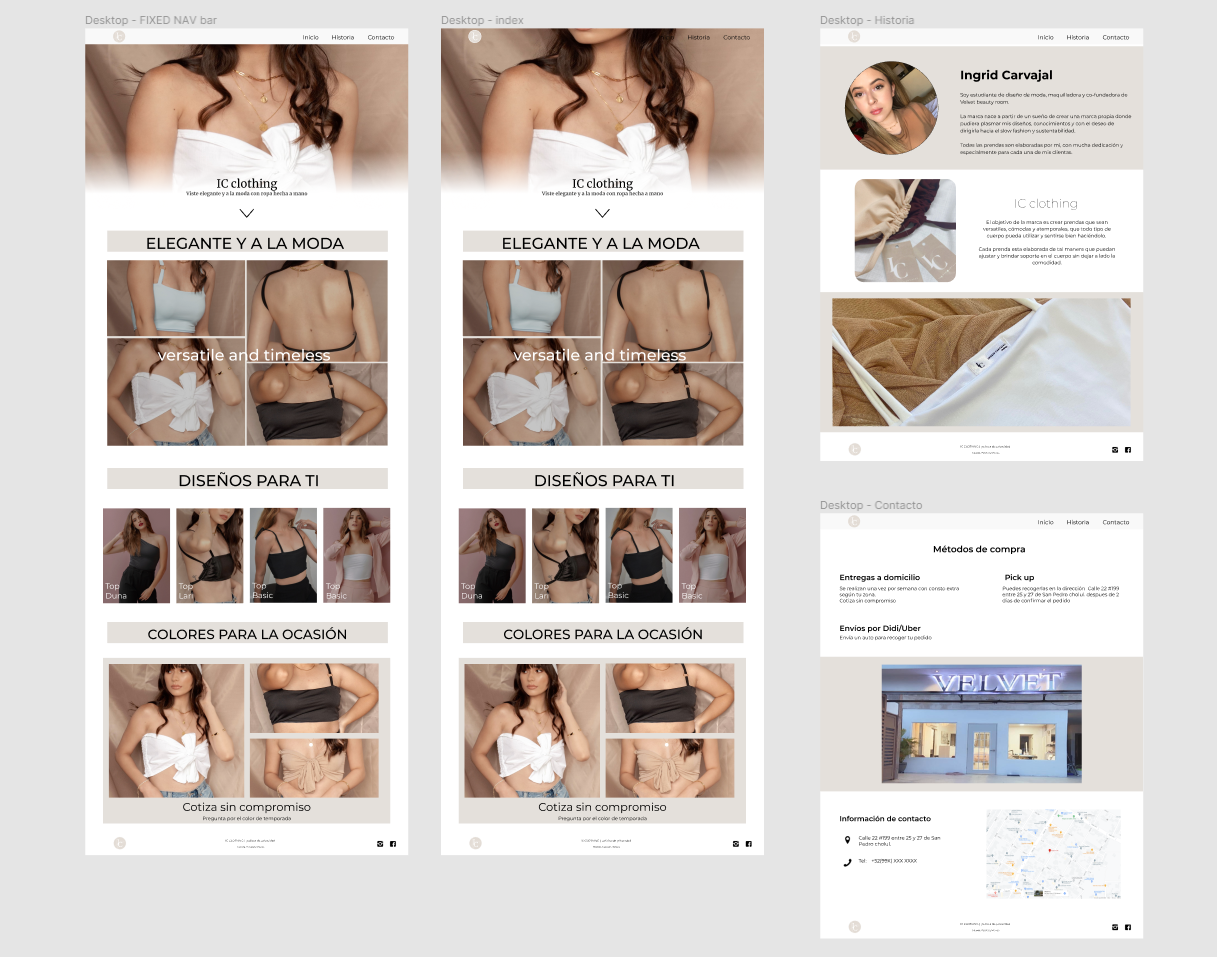 Desktop - FIXED NAV bar
Inicio Historia Contacto
IC clothing
Viste elegante y a la moda con ropa hecha a mano
ELEGANTE Y A LA MODA
versatile and timeless
DISEÑOS PARA TI
Top
Duna
Top
Lari
Top
Basic
Top
Basic
COLORES PARA LA OCASIÓN
Cotiza sin compromiso
Pregunta por el color de temporada
Desktop - index
Historia Contacto
IC clothing
Viste elegante y a la moda con ropa hecha a mano
ELEGANTE Y A LA MODA
versatile and timeless
DISEÑOS PARA TI
Top
Duna
Top
Lari
Top
Basic
Top
Basic
COLORES PARA LA OCASIÓN
Cotiza sin compromiso
Pregunta por el color de temporada
Desktop - Historia
Inicio Historia Contacto
Ingrid Carvajal
Soy estudiante de diseño de moda, maquilladora y co-fundadora de
Velvet beauty room.
La marca nace a partir de un sueño de crear una marca propia donde
pudiera plasmar mis diseños, conocimientos y con el deseo de
dirigirla hacia el slow fashion y sustentabilidad.
Todas las prendas son elaboradas por mi, con mucha dedicación y
especialmente para cada una de mis clientas.
IC clothing
El objetivo de la marca es crear prendas que sean
versátiles, cómodas y atemporales, que todo tipo de
cuerpo pueda utilizar y sentirse bien haciéndolo.
Cada prenda esta elaborada de tal manera que puedan
ajustar y brindar soporte en el cuerpo sin dejar a lado la
comodidad.
IC
Desktop - Contacto
Inicio Historia Contacto
Métodos de compra
Entregas a domicilio
Se realizan una vez por semana con consto extra
según tu zona.
Cotiza sin compromiso
Pick up
Puedes recogerlas en la dirección Calle 22 #199
entre 25 y 27 de San Pedro cholul. despues de 2
días de confirmar el pedido
Envíos por Didi/Uber
Envía un auto para recoger tu pedido
VELVET
Información de contacto
Calle 22 #199 entre 25 y 27 de San
Pedro cholul.
Tel: +52(99X) XXX XXXX